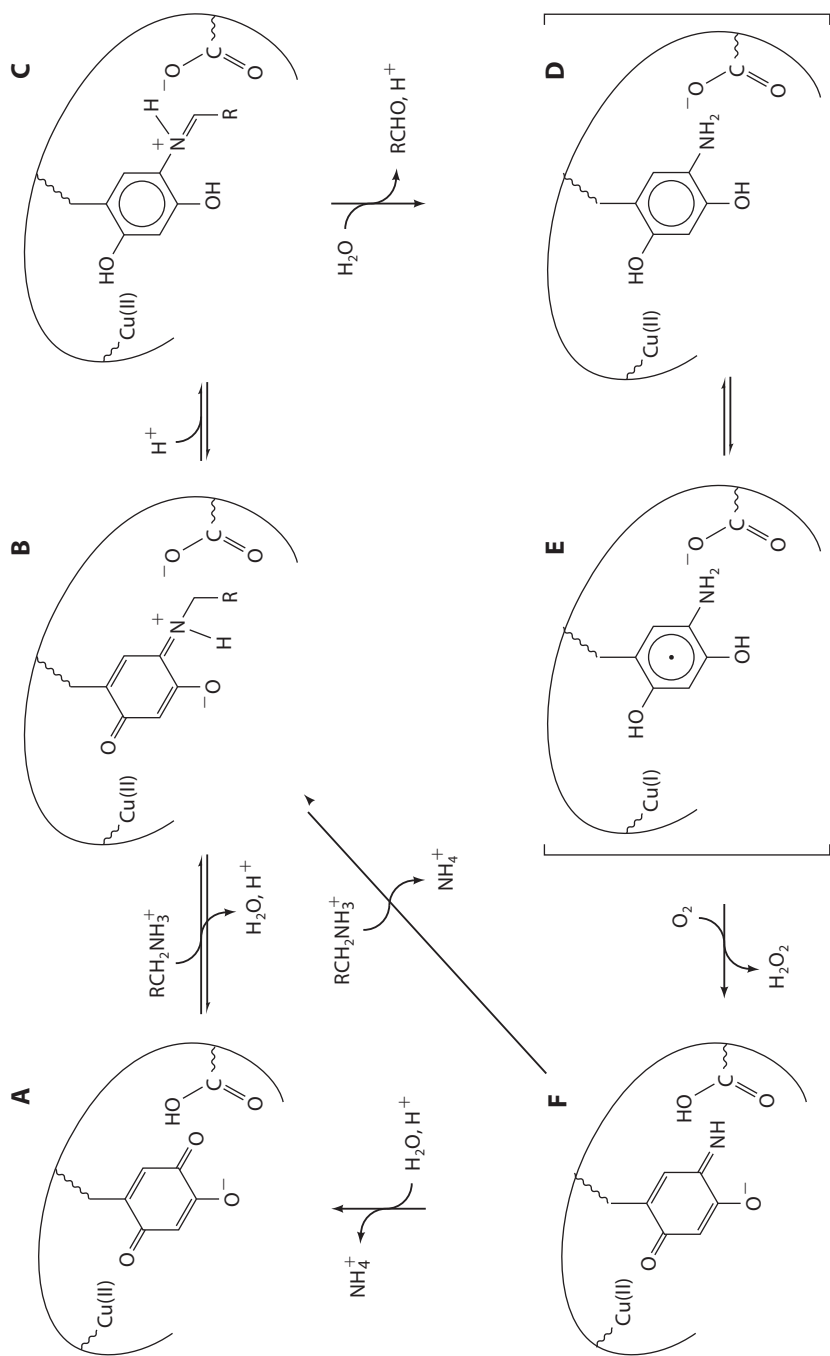 A
Cu(II)
O
O
O⁻
HO
C
O
RCH₂NH₃⁺
H₂O, H⁺
B
Cu(II)
O
⁻O
N⁺
H
R
⁻O
C
O
H⁺
C
Cu(II)
HO
OH
N⁺
H
R
⁻O
C
O
NH₄⁺
H₂O, H⁺
RCH₂NH₃⁺
NH₄⁺
H₂O
RCHO, H⁺
F
Cu(II)
O
O⁻
NH
HO
C
O
O₂
H₂O₂
E
Cu(I)
HO
OH
NH₂
⁻O
C
O
D
Cu(II)
HO
OH
NH₂
⁻O
C
O